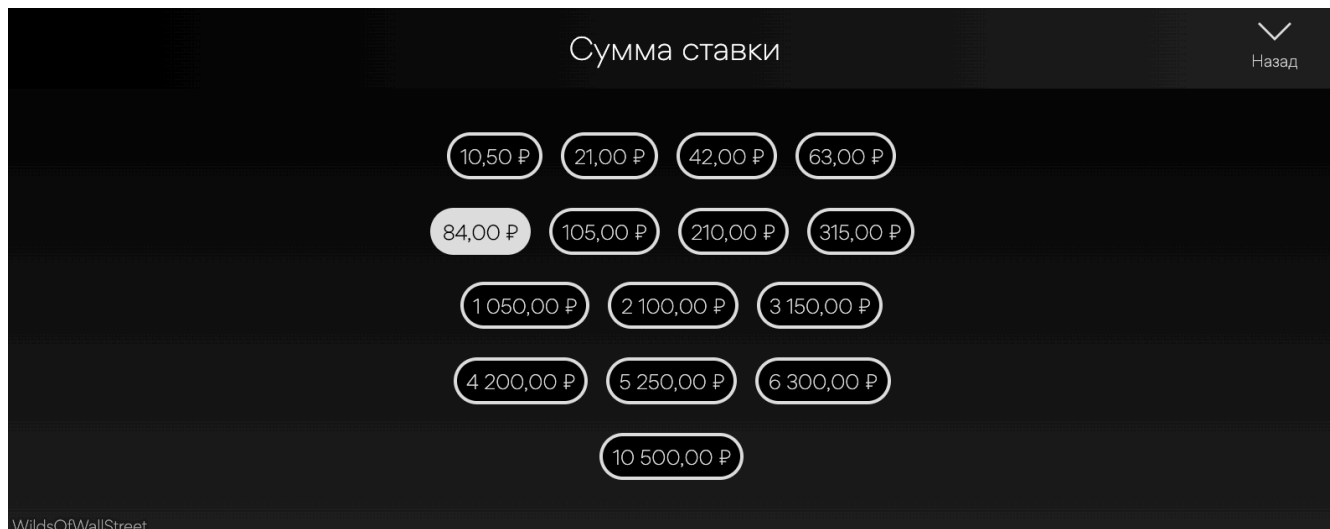 Сумма ставки
Назад
10,50 ₽ 21,00 ₽ 42,00 ₽ 63,00 ₽
84,00 ₽ 105,00 ₽ 210,00 ₽ 315,00 ₽
1 050,00 ₽ 2 100,00 ₽ 3 150,00 ₽
4 200,00 ₽ 5 250,00 ₽ 6 300,00 ₽
10 500,00 ₽
WildsOfWallStreet